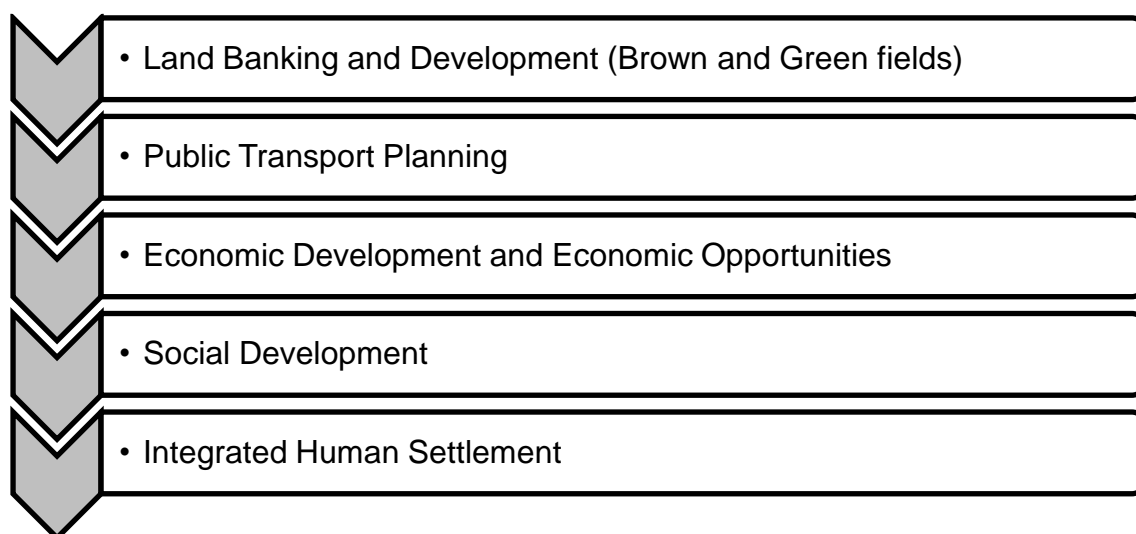 • Land Banking and Development (Brown and Green fields)
• Public Transport Planning
• Economic Development and Economic Opportunities
• Social Development
• Integrated Human Settlement